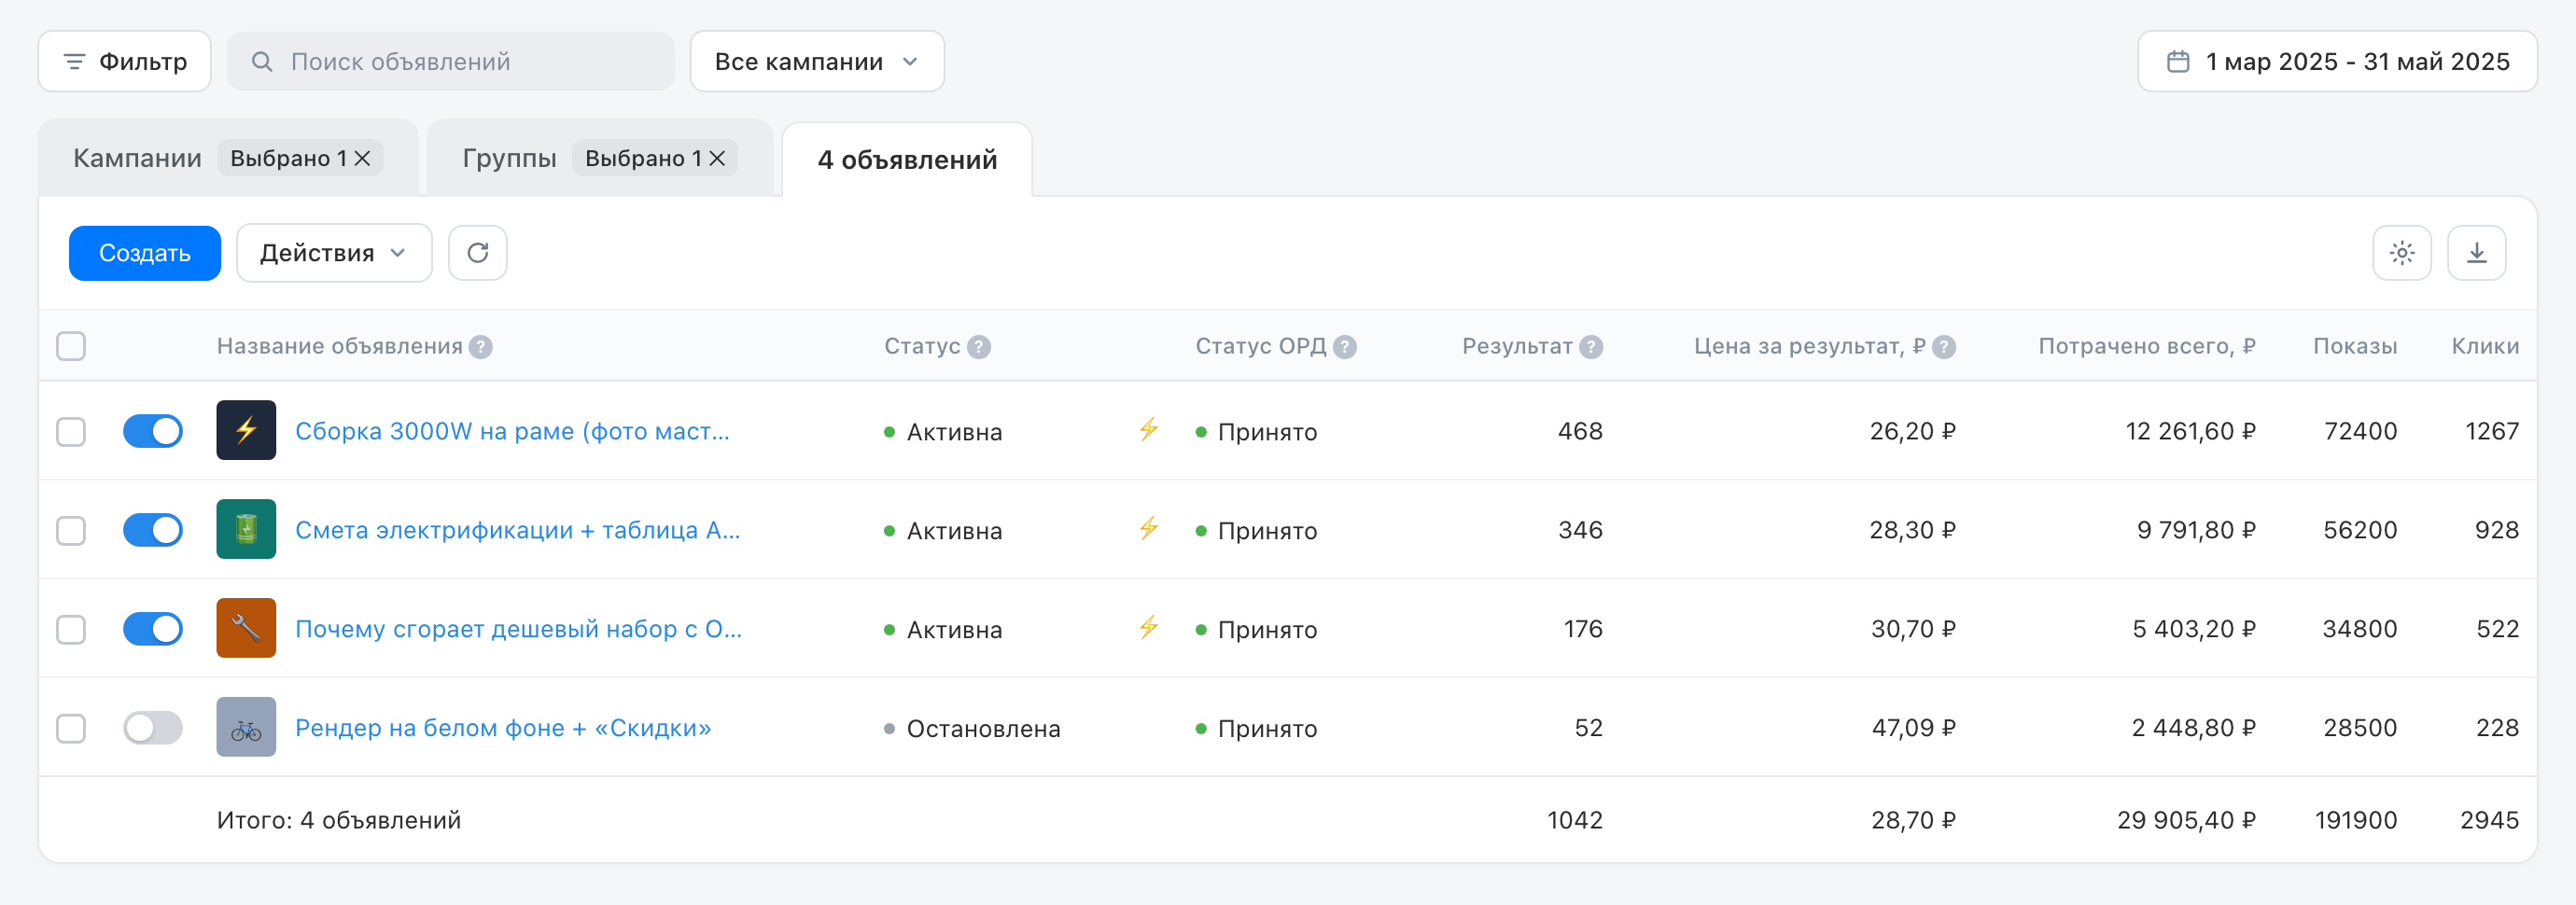 Фильтр Поиск объявлений Все кампании 1 мар 2025 - 31 май 2025
Кампании Выбрано 1 Группы Выбрано 1 4 объявлений
Создать Действия
Название объявления ? Статус ? Статус ОРД ? Результат ? Цена за результат, ₽ ? Потрачено всего, ₽ Показы Клики
Сборка 3000W на раме (фото маст... Активна Принято 468 26,20 ₽ 12 261,60 ₽ 72400 1267
Смета электрификации + таблица А... Активна Принято 346 28,30 ₽ 9 791,80 ₽ 56200 928
Почему сгорает дешевый набор с О... Активна Принято 176 30,70 ₽ 5 403,20 ₽ 34800 522
Рендер на белом фоне + «Скидки» Остановлена Принято 52 47,09 ₽ 2 448,80 ₽ 28500 228
Итого: 4 объявлений 1042 28,70 ₽ 29 905,40 ₽ 191900 2945